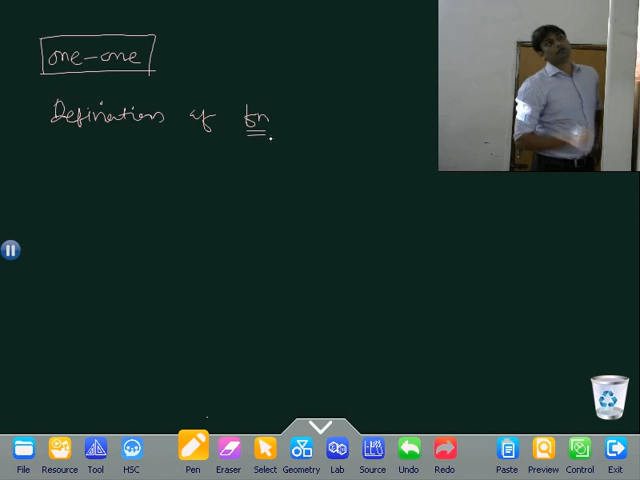 one-one
Definations of fn
File Resource Tool HSC Pen Eraser Select Geometry Lab Source Undo Redo Paste Preview Control Exit